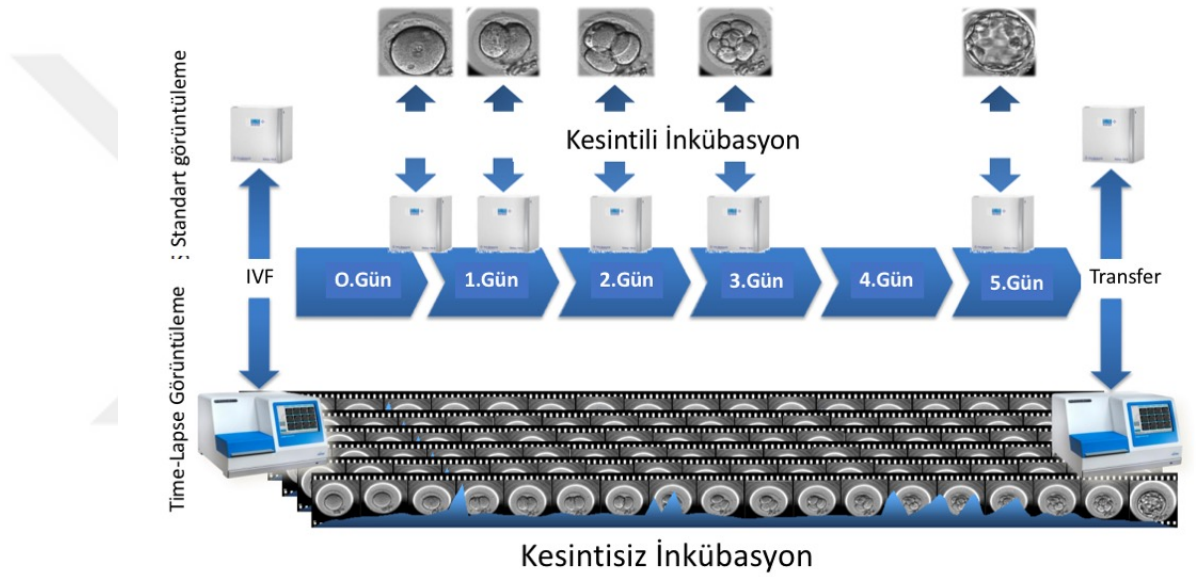 Standart görüntüleme
Kesintili İnkübasyon
IVF
O.Gün
1.Gün
2.Gün
3.Gün
4.Gün
5.Gün
Transfer
Time-Lapse Görüntüleme
Kesintisiz İnkübasyon